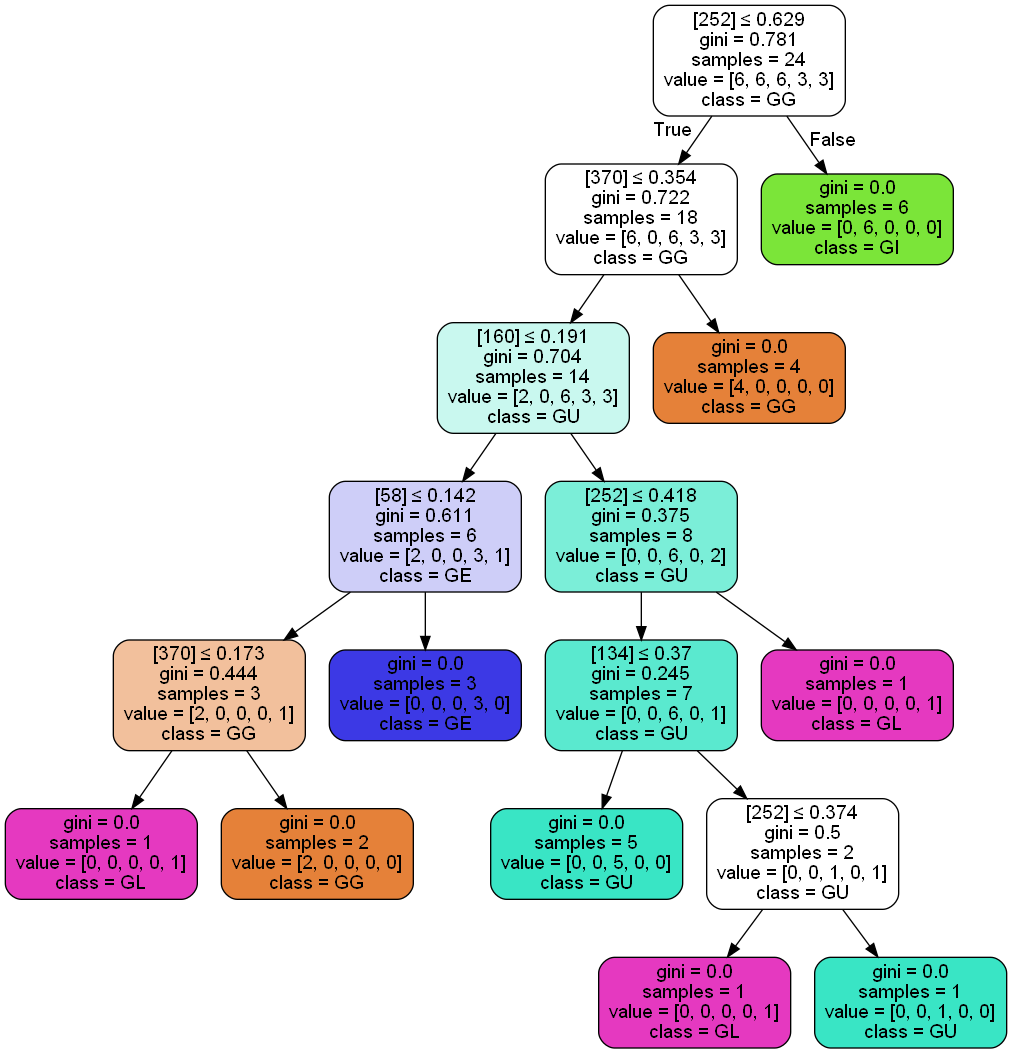 [252] ≤ 0.629
gini = 0.781
samples = 24
value = [6, 6, 6, 3, 3]
class = GG
True
False
[370] ≤ 0.354
gini = 0.722
samples = 18
value = [6, 0, 6, 3, 3]
class = GG
gini = 0.0
samples = 6
value = [0, 6, 0, 0, 0]
class = GI
[160] ≤ 0.191
gini = 0.704
samples = 14
value = [2, 0, 6, 3, 3]
class = GU
gini = 0.0
samples = 4
value = [4, 0, 0, 0, 0]
class = GG
[58] ≤ 0.142
gini = 0.611
samples = 6
value = [2, 0, 0, 3, 1]
class = GE
[252] ≤ 0.418
gini = 0.375
samples = 8
value = [0, 0, 6, 0, 2]
class = GU
[370] ≤ 0.173
gini = 0.444
samples = 3
value = [2, 0, 0, 0, 1]
class = GG
gini = 0.0
samples = 3
value = [0, 0, 0, 3, 0]
class = GE
[134] ≤ 0.37
gini = 0.245
samples = 7
value = [0, 0, 6, 0, 1]
class = GU
gini = 0.0
samples = 1
value = [0, 0, 0, 0, 1]
class = GL
gini = 0.0
samples = 1
value = [0, 0, 0, 0, 1]
class = GL
gini = 0.0
samples = 2
value = [2, 0, 0, 0, 0]
class = GG
gini = 0.0
samples = 5
value = [0, 0, 5, 0, 0]
class = GU
[252] ≤ 0.374
gini = 0.5
samples = 2
value = [0, 0, 1, 0, 1]
class = GU
gini = 0.0
samples = 1
value = [0, 0, 0, 0, 1]
class = GL
gini = 0.0
samples = 1
value = [0, 0, 1, 0, 0]
class = GU